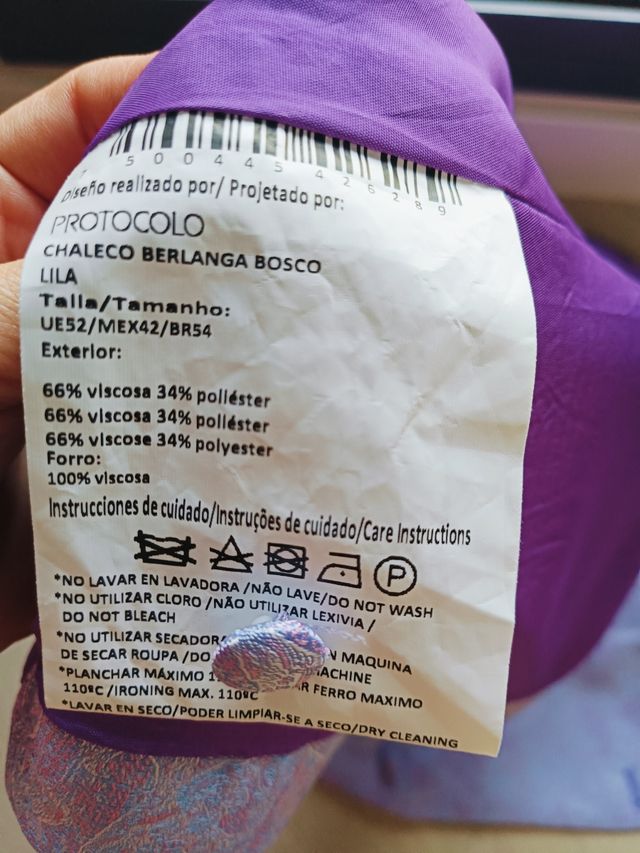 7 500445 426289
Diseño realizado por/ Projetado por:
PROTOCOLO
CHALECO BERLANGA BOSCO
LILA
Talla/Tamanho:
UE52/MEX42/BR54
Exterior:
66% viscosa 34% poliéster
66% viscosa 34% poliéster
66% viscose 34% polyester
Forro:
100% viscosa
Instrucciones de cuidado/Instruções de cuidado/Care Instructions
P
*NO LAVAR EN LAVADORA /NÃO LAVE/DO NOT WASH
*NO UTILIZAR CLORO /NÃO UTILIZAR LEXIVIA /
DO NOT BLEACH
*NO UTILIZAR SECADOR N MAQUINA
DE SECAR ROUPA /DO MACHINE
*PLANCHAR MÁXIMO 1 AR FERRO MAXIMO
110ºC /IRONING MAX. 110ºC
*LAVAR EN SECO/PODER LIMPIAR-SE A SECO/DRY CLEANING